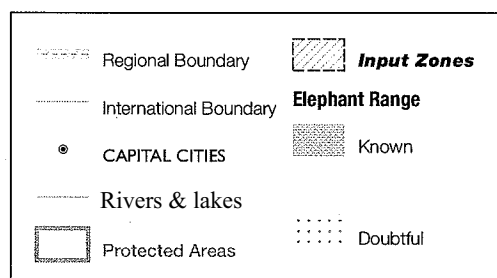 Regional Boundary
International Boundary
CAPITAL CITIES
Rivers & lakes
Protected Areas
Input Zones
Elephant Range
Known
Doubtful